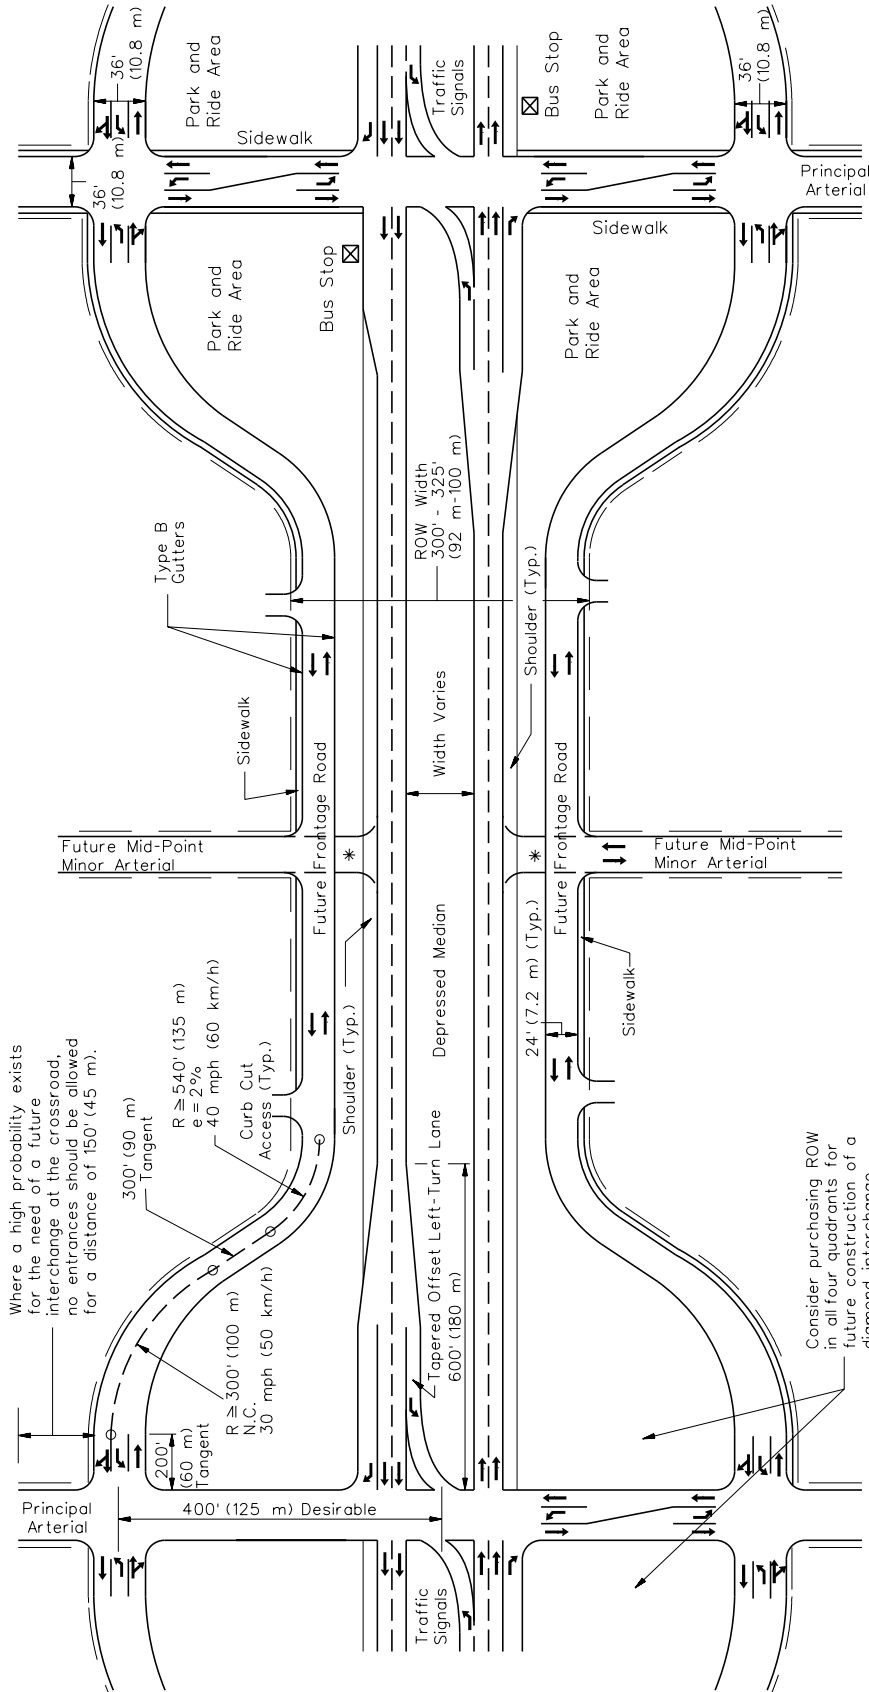 36'
(10.8 m)
Park and
Ride Area
Sidewalk
36'
(10.8 m)
Traffic
Signals
Bus Stop
Park and
Ride Area
36'
(10.8 m)
Principal
Arterial
Sidewalk
Park and
Ride Area
Bus Stop
Park and
Ride Area
Type B
Gutters
ROW Width
300' - 325'
(92 m-100 m)
Shoulder (Typ.)
Sidewalk
Future Frontage Road
Width Varies
Future Frontage Road
Future Mid-Point
Minor Arterial
*
*
Future Mid-Point
Minor Arterial
Where a high probability exists
for the need of a future
interchange at the crossroad,
no entrances should be allowed
for a distance of 150' (45 m).
300' (90 m)
Tangent
R ≥ 540' (135 m)
e = 2%
40 mph (60 km/h)
Curb Cut
Access (Typ.)
Shoulder (Typ.)
Depressed Median
24' (7.2 m) (Typ.)
Sidewalk
R ≥ 300' (100 m)
N.C.
30 mph (50 km/h)
Tapered Offset Left-Turn Lane
600' (180 m)
200'
(60 m)
Tangent
Consider purchasing ROW
in all four quadrants for
future construction of a
diamond interchange
Principal
Arterial
400' (125 m) Desirable
Traffic
Signals